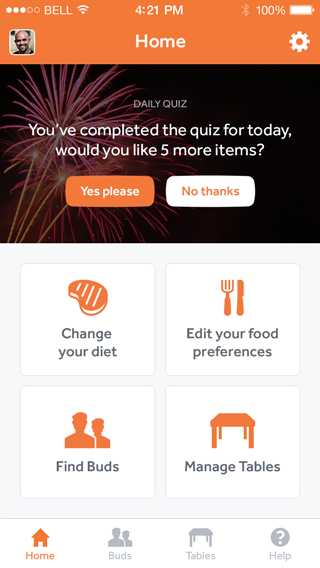 BELL 4:21 PM 100%
Home
DAILY QUIZ
You've completed the quiz for today,
would you like 5 more items?
Yes please No thanks
Change
your diet
Edit your food
preferences
Find Buds
Manage Tables
Home Buds Tables Help